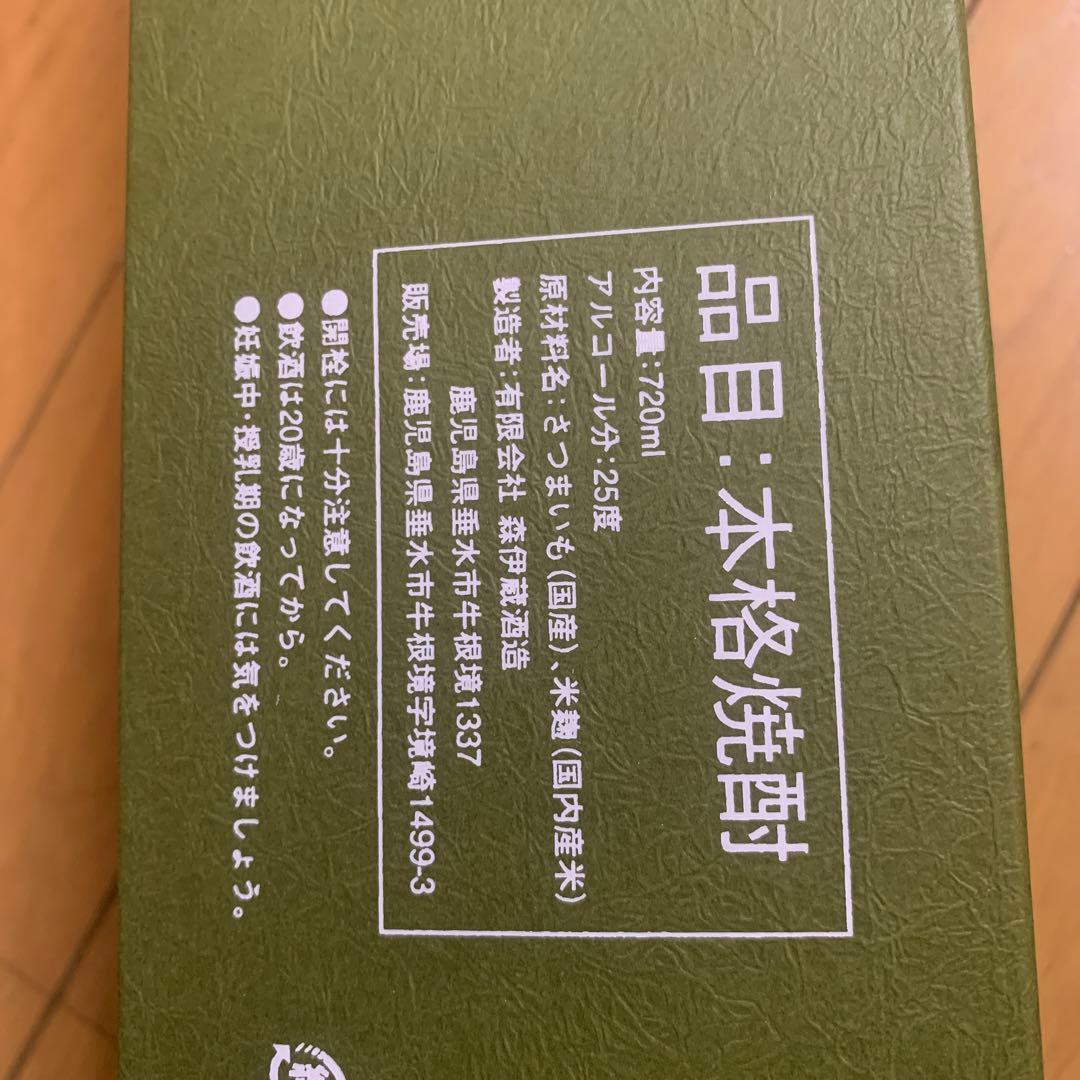 品目:本格焼酎
内容量:720ml
アルコール分:25度
原材料名:さつまいも(国産)、米麹(国内産米)
製造者:有限会社 森伊蔵酒造
鹿児島県垂水市牛根境1337
販売場:鹿児島県垂水市牛根境字境崎1499-3
●開栓には十分注意してください。
●飲酒は20歳になってから。
●妊娠中・授乳期の飲酒には気をつけましょう。